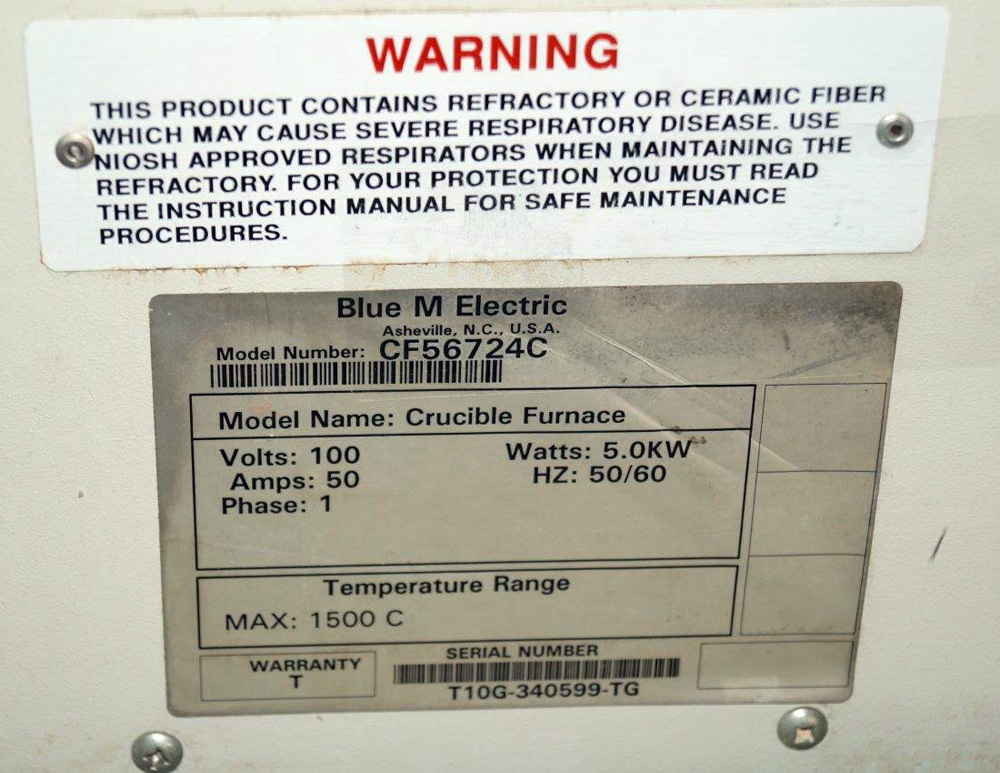 WARNING
THIS PRODUCT CONTAINS REFRACTORY OR CERAMIC FIBER
WHICH MAY CAUSE SEVERE RESPIRATORY DISEASE. USE
NIOSH APPROVED RESPIRATORS WHEN MAINTAINING THE
REFRACTORY. FOR YOUR PROTECTION YOU MUST READ
THE INSTRUCTION MANUAL FOR SAFE MAINTENANCE
PROCEDURES.
Blue M Electric
Asheville, N.C., U.S.A.
Model Number: CF56724C
Model Name: Crucible Furnace
Volts: 100 Watts: 5.0KW
Amps: 50 HZ: 50/60
Phase: 1
Temperature Range
MAX: 1500 C
WARRANTY
T
SERIAL NUMBER
T10G-340599-TG